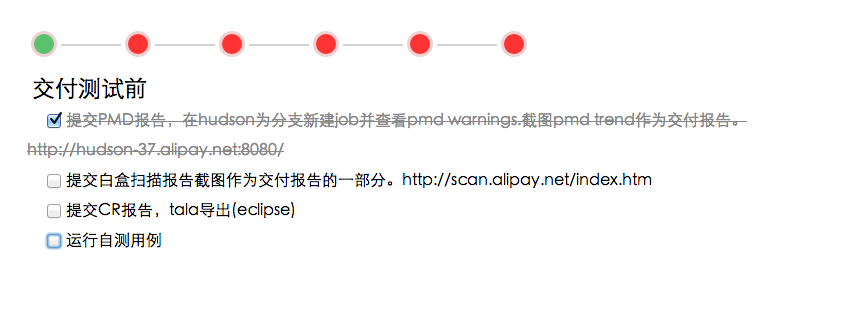 交付测试前
提交PMD报告，在hudson为分支新建job并查看pmd warnings.截图pmd trend作为交付报告。
http://hudson-37.alipay.net:8080/
提交白盒扫描报告截图作为交付报告的一部分。http://scan.alipay.net/index.htm
提交CR报告，tala导出(eclipse)
运行自测用例